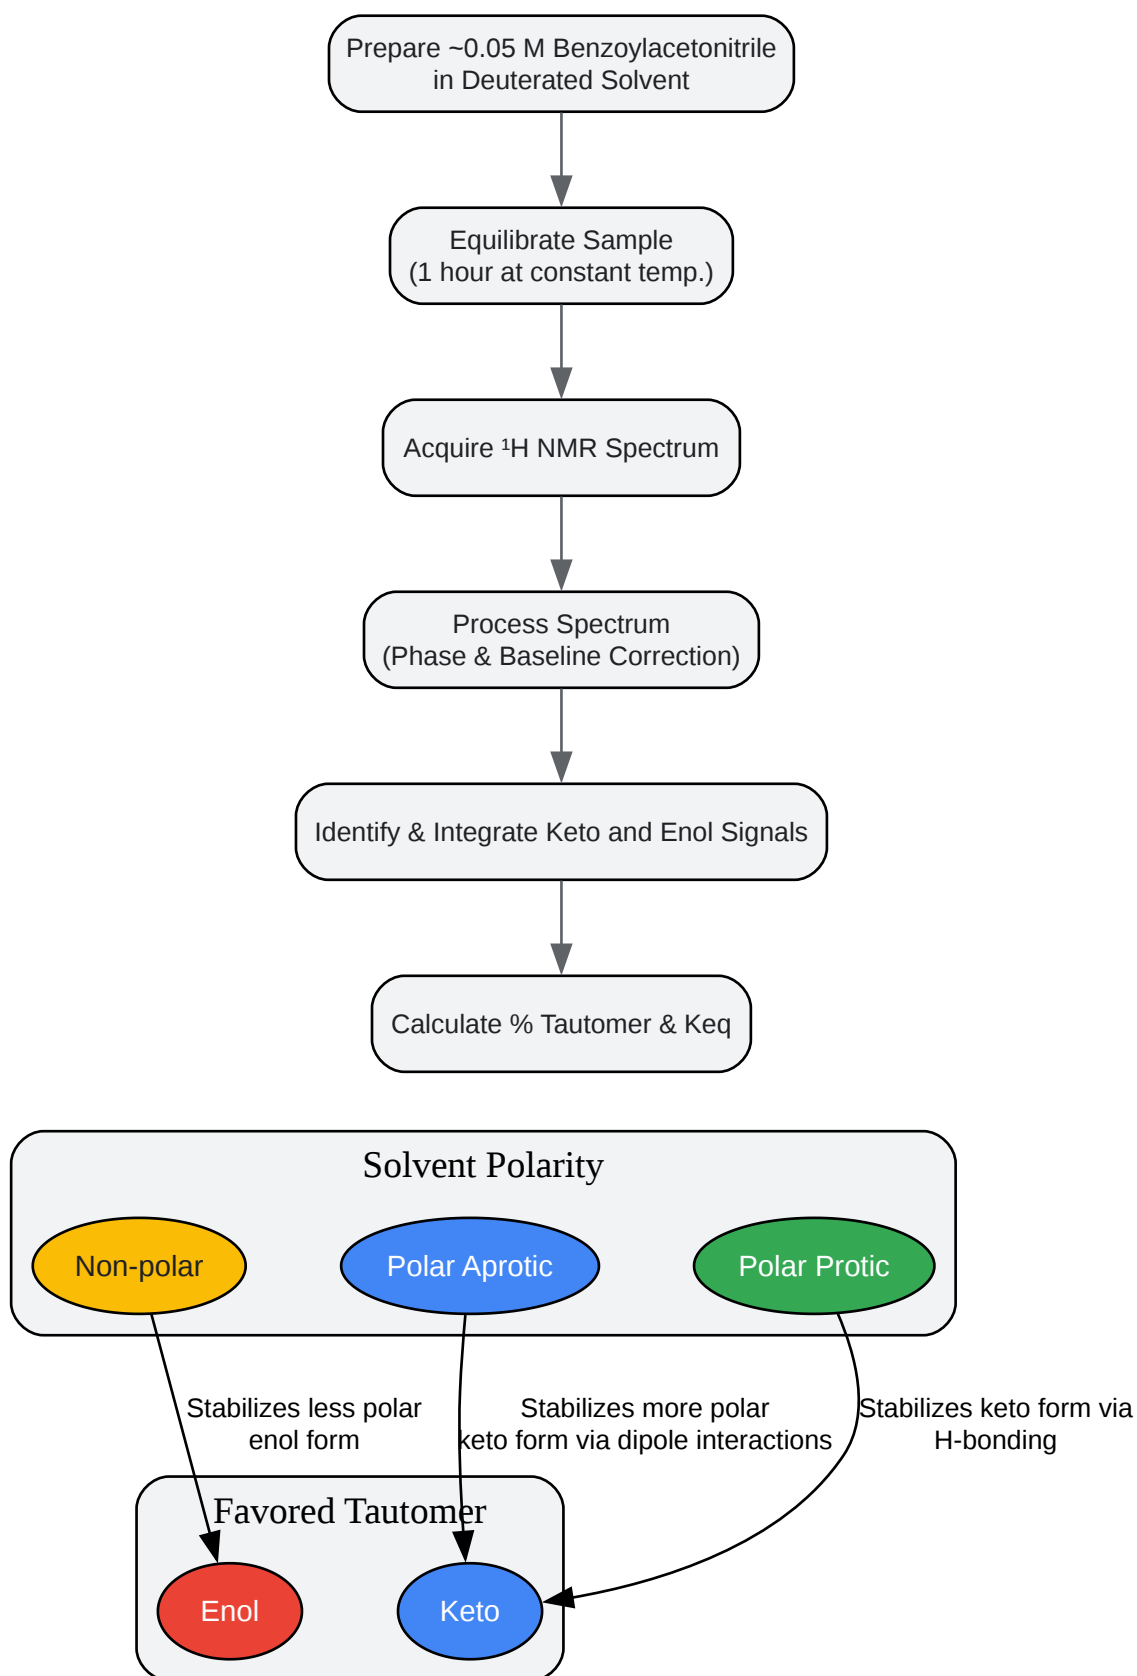 Prepare ~0.05 M Benzoylacetonitrile
in Deuterated Solvent
Equilibrate Sample
(1 hour at constant temp.)
Acquire ¹H NMR Spectrum
Process Spectrum
(Phase & Baseline Correction)
Identify & Integrate Keto and Enol Signals
Calculate % Tautomer & Keq
Solvent Polarity
Non-polar
Polar Aprotic
Polar Protic
Stabilizes less polar
enol form
Stabilizes more polar
keto form via dipole interactions
Stabilizes keto form via
H-bonding
Favored Tautomer
Enol
Keto